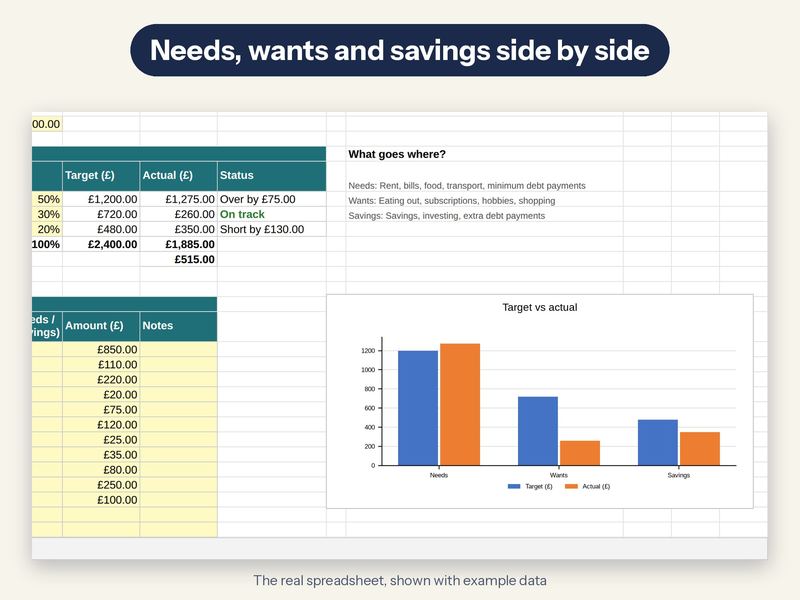 Needs, wants and savings side by side
00.00
What goes where?
Target (£) Actual (£) Status
Needs: Rent, bills, food, transport, minimum debt payments
50% £1,200.00 £1,275.00 Over by £75.00
Wants: Eating out, subscriptions, hobbies, shopping
30% £720.00 £260.00 On track
Savings: Savings, investing, extra debt payments
20% £480.00 £350.00 Short by £130.00
100% £2,400.00 £1,885.00
£515.00
eds /
vings) Amount (£) Notes
£850.00
£110.00
£220.00
£20.00
£75.00
£120.00
£25.00
£35.00
£80.00
£250.00
£100.00
Target vs actual
1200
1000
800
600
400
200
0
Needs Wants Savings
Target (£) Actual (£)
The real spreadsheet, shown with example data